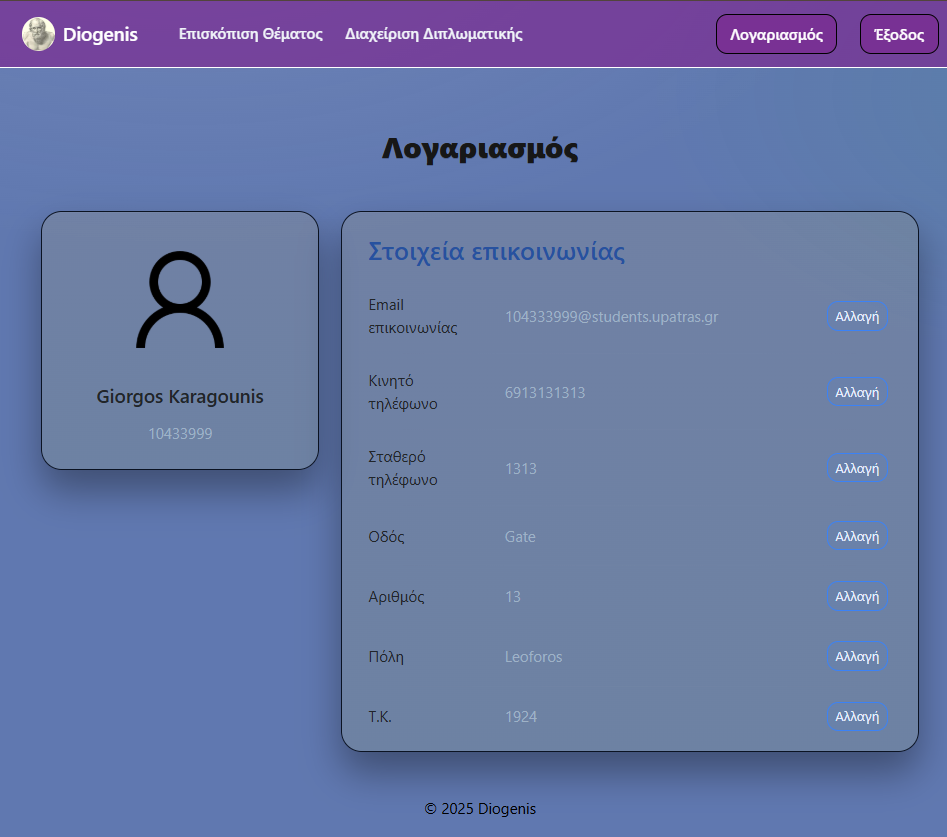 Diogenis Επισκόπιση Θέματος Διαχείριση Διπλωματικής Λογαριασμός Έξοδος
Λογαριασμός
Giorgos Karagounis
10433999
Στοιχεία επικοινωνίας
Email
επικοινωνίας
104333999@students.upatras.gr
Αλλαγή
Κινητό
τηλέφωνο
6913131313
Αλλαγή
Σταθερό
τηλέφωνο
1313
Αλλαγή
Οδός Gate Αλλαγή
Αριθμός 13 Αλλαγή
Πόλη Leoforos Αλλαγή
Τ.Κ. 1924 Αλλαγή
© 2025 Diogenis